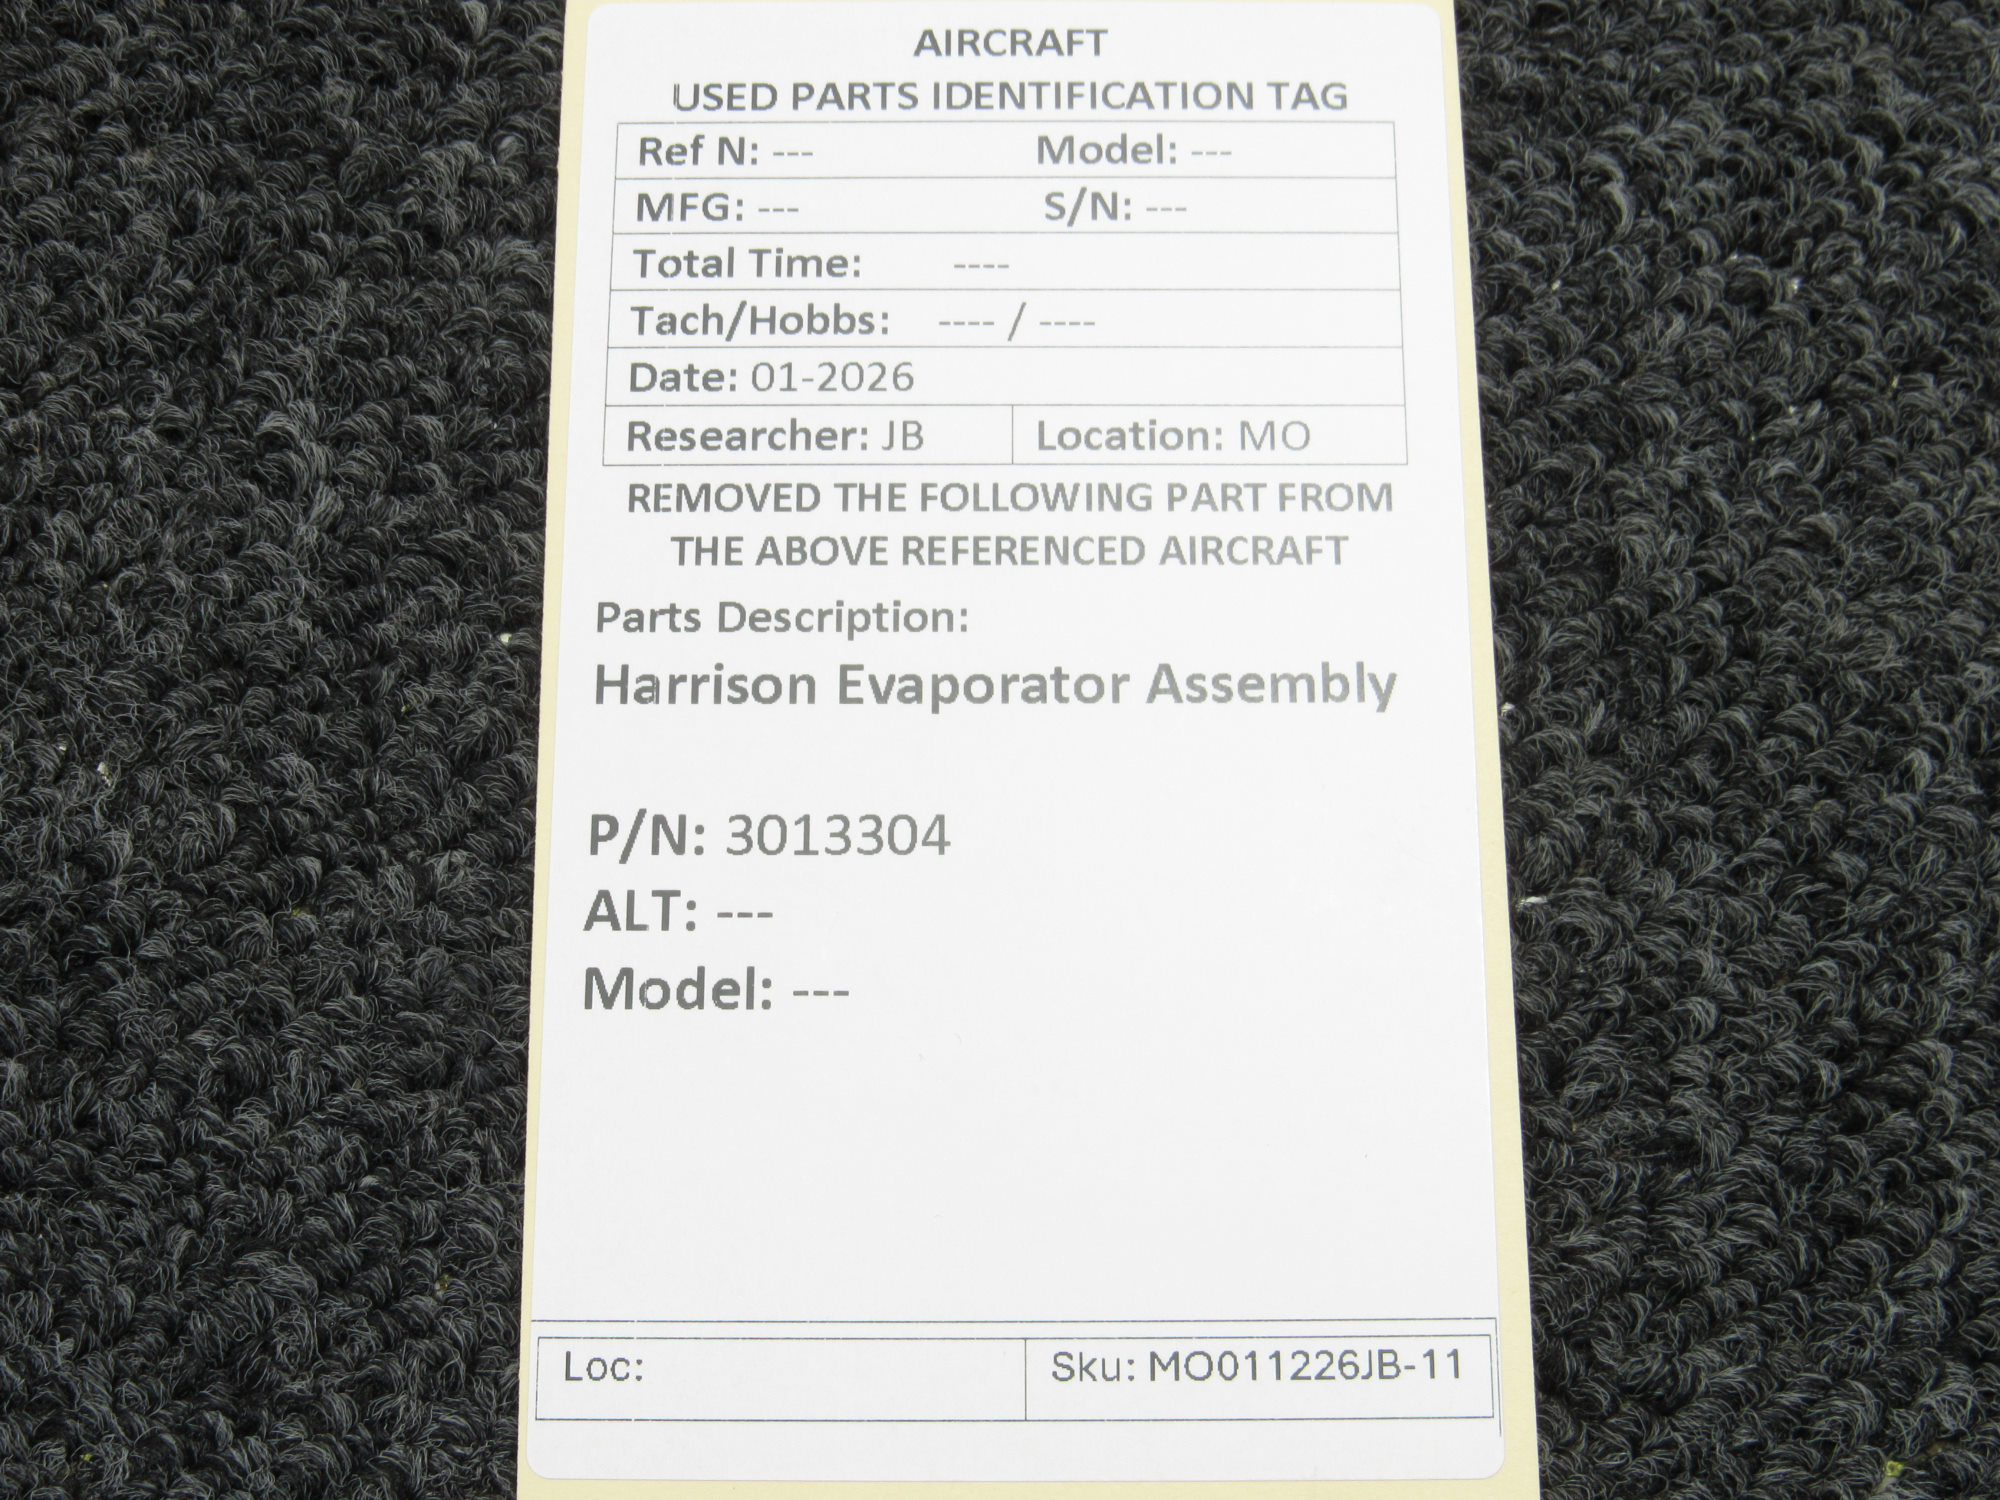 AIRCRAFT
USED PARTS IDENTIFICATION TAG
Ref N: --- Model: ---
MFG: --- S/N: ---
Total Time: ----
Tach/Hobbs: ---- / ----
Date: 01-2026
Researcher: JB Location: MO
REMOVED THE FOLLOWING PART FROM
THE ABOVE REFERENCED AIRCRAFT
Parts Description:
Harrison Evaporator Assembly
P/N: 3013304
ALT: ---
Model: ---
Loc: Sku: MO011226JB-11